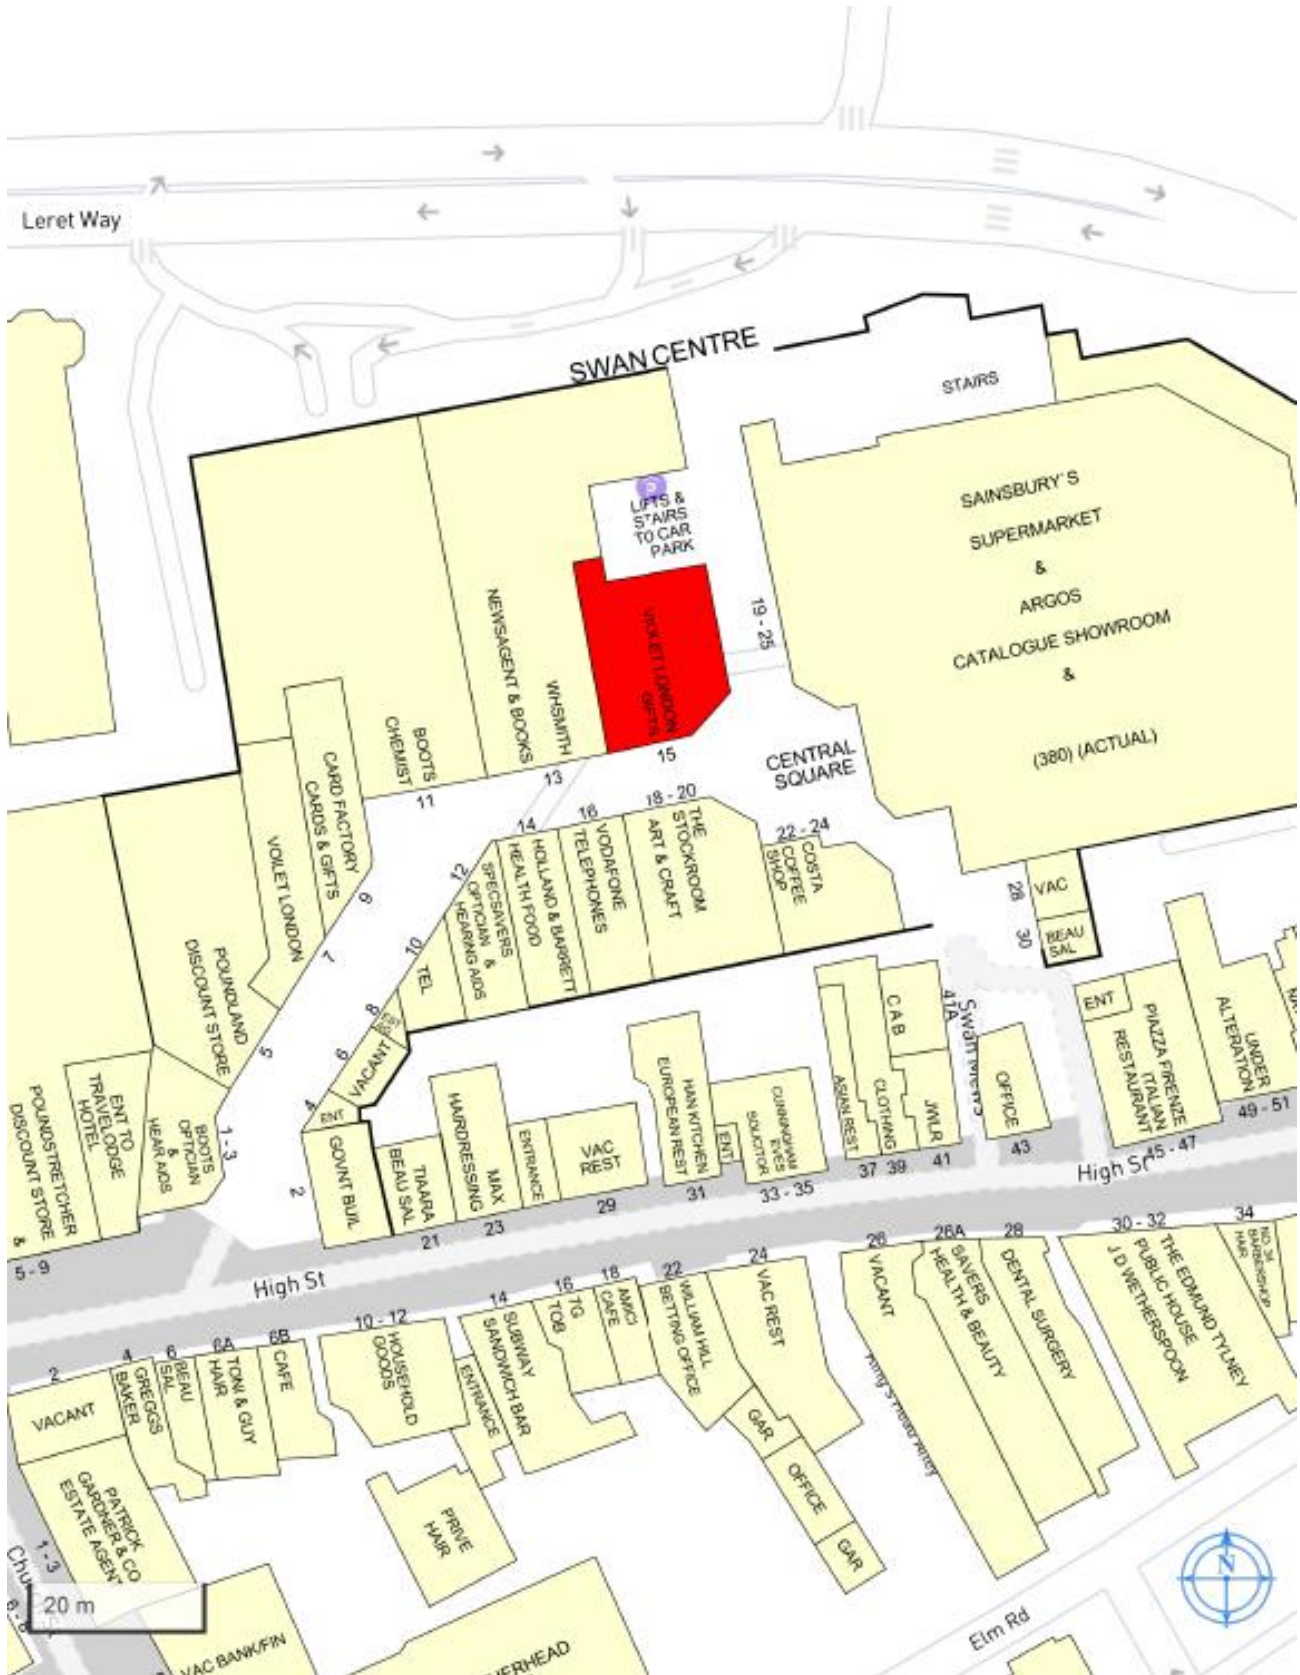 Leret Way
SWAN CENTRE
STAIRS
LIFTS &
STAIRS
TO CAR
PARK
SAINSBURY'S
SUPERMARKET
&
ARGOS
CATALOGUE SHOWROOM
&
(380) (ACTUAL)
19 - 25
VIOLET LONDON
GIFTS
15
NEWSAGENT & BOOKS
WHSMITH
13
BOOTS
CHEMIST
11
CENTRAL
SQUARE
CARD FACTORY
CARDS & GIFTS
9
VOILET LONDON
7
POUNDLAND
DISCOUNT STORE
5
18 - 20
THE
STOCKROOM
ART & CRAFT
16
VODAFONE
TELEPHONES
14
HOLLAND & BARRETT
HEALTH FOOD
12
SPECSAVERS
OPTICIAN &
HEARING AIDS
10
TEL
8
6
VACANT
4
ENT
22 - 24
COSTA
COFFEE
SHOP
28
VAC
30
BEAU
SAL
POUNDSTRETCHER
DISCOUNT STORE
&
5 - 9
ENT TO
TRAVELODGE
HOTEL
BOOTS
OPTICIAN
&
HEAR AIDS
1 - 3
2
GOVNT BUIL
TIAARA
BEAU SAL
21
MAX
HAIRDRESSING
23
ENTRANCE
VAC
REST
29
HAN KITCHEN
EUROPEAN REST
31
ENT
CUNNINGHAM
EVES
SOLICITOR
33 - 35
ASIAN REST
37
CLOTHING
39
C A B
41A
JWLR
41
Swan Mews
OFFICE
43
ENT
PIAZZA FIRENZE
ITALIAN
RESTAURANT
45 - 47
UNDER
ALTERATION
49 - 51
High St
High St
2
VACANT
4
GREGGS
BAKER
6
BEAU
SAL
6A
TONI & GUY
HAIR
6B
CAFE
10 - 12
HOUSEHOLD
GOODS
ENTRANCE
14
SUBWAY
SANDWICH BAR
16
TG
TOB
18
AMICI
CAFE
22
WILLIAM HILL
BETTING OFFICE
24
VAC REST
GAR
OFFICE
GAR
26
VACANT
26A
SAVERS
HEALTH & BEAUTY
28
DENTAL SURGERY
30 - 32
THE EDMUND TYLNEY
PUBLIC HOUSE
J D WETHERSPOON
34
NO. 34
BARBERSHOP
HAIR
King's Head Alley
PATRICK
GARDNER & CO
ESTATE AGENT
1 - 3
PRIVE
HAIR
VAC BANK/FIN
Elm Rd
N
20 m